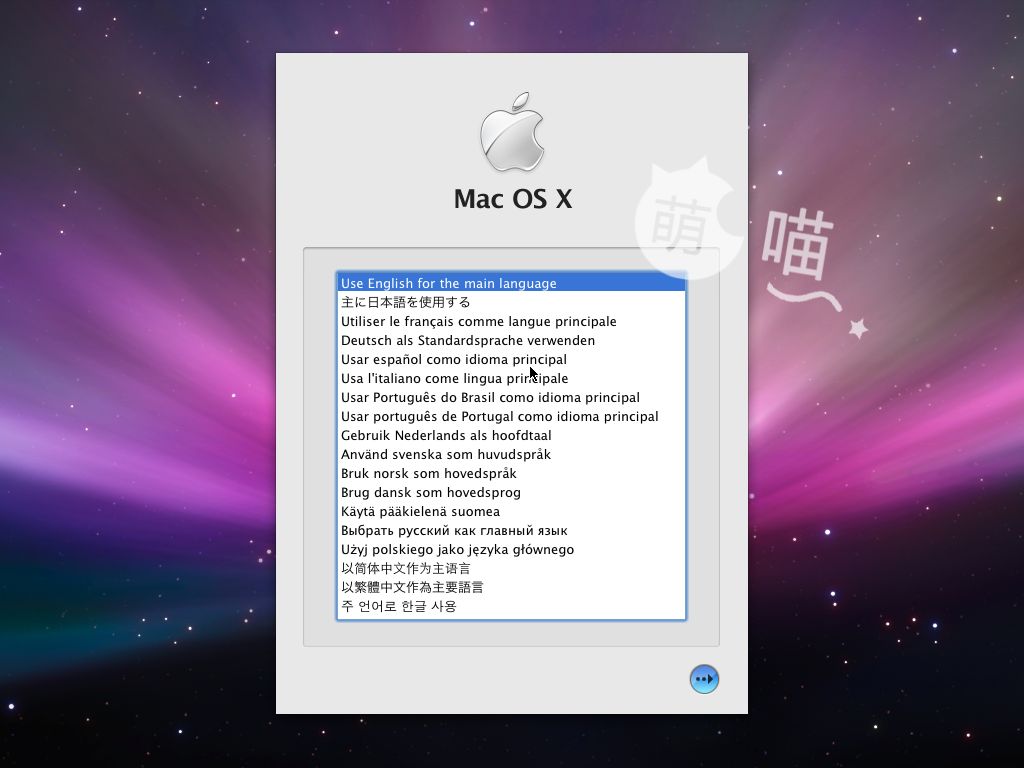 Mac OS X
萌喵
Use English for the main language
主に日本語を使用する
Utiliser le français comme langue principale
Deutsch als Standardsprache verwenden
Usar español como idioma principal
Usa l'italiano come lingua principale
Usar Português do Brasil como idioma principal
Usar português de Portugal como idioma principal
Gebruik Nederlands als hoofdtaal
Använd svenska som huvudspråk
Bruk norsk som hovedspråk
Brug dansk som hovedsprog
Käytä pääkielenä suomea
Выбрать русский как главный язык
Użyj polskiego jako języka głównego
以简体中文作为主语言
以繁體中文作為主要語言
주 언어로 한글 사용